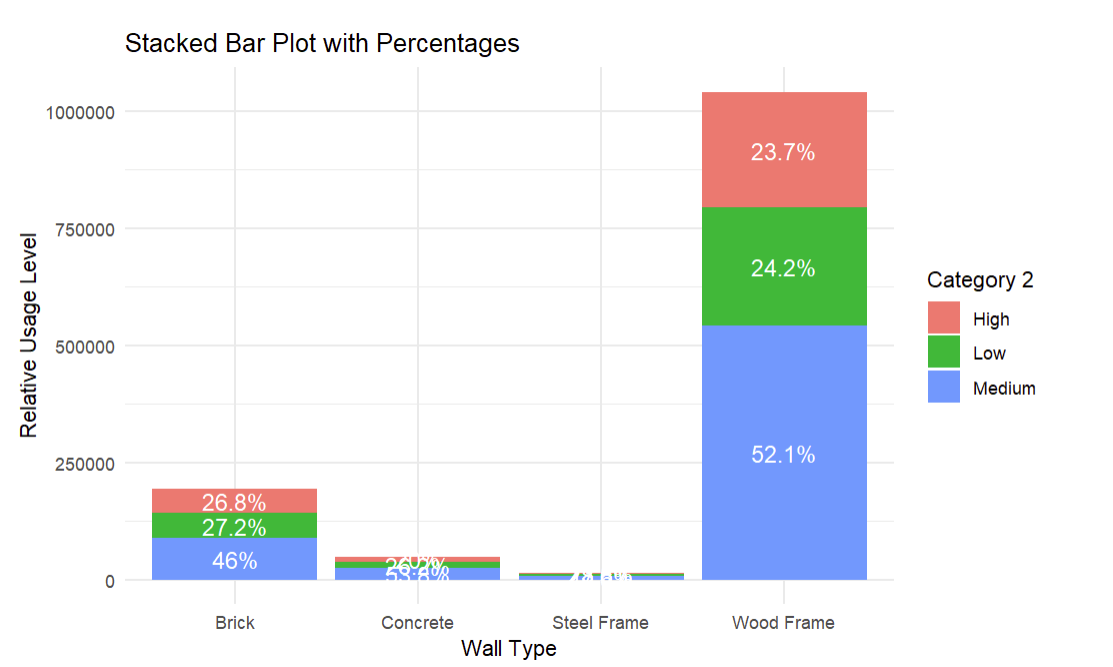 Stacked Bar Plot with Percentages
Relative Usage Level
1000000
750000
500000
250000
0
23.7%
24.2%
52.1%
26.8%
27.2%
46%
Brick
Concrete
Steel Frame
Wood Frame
Wall Type
Category 2
High
Low
Medium